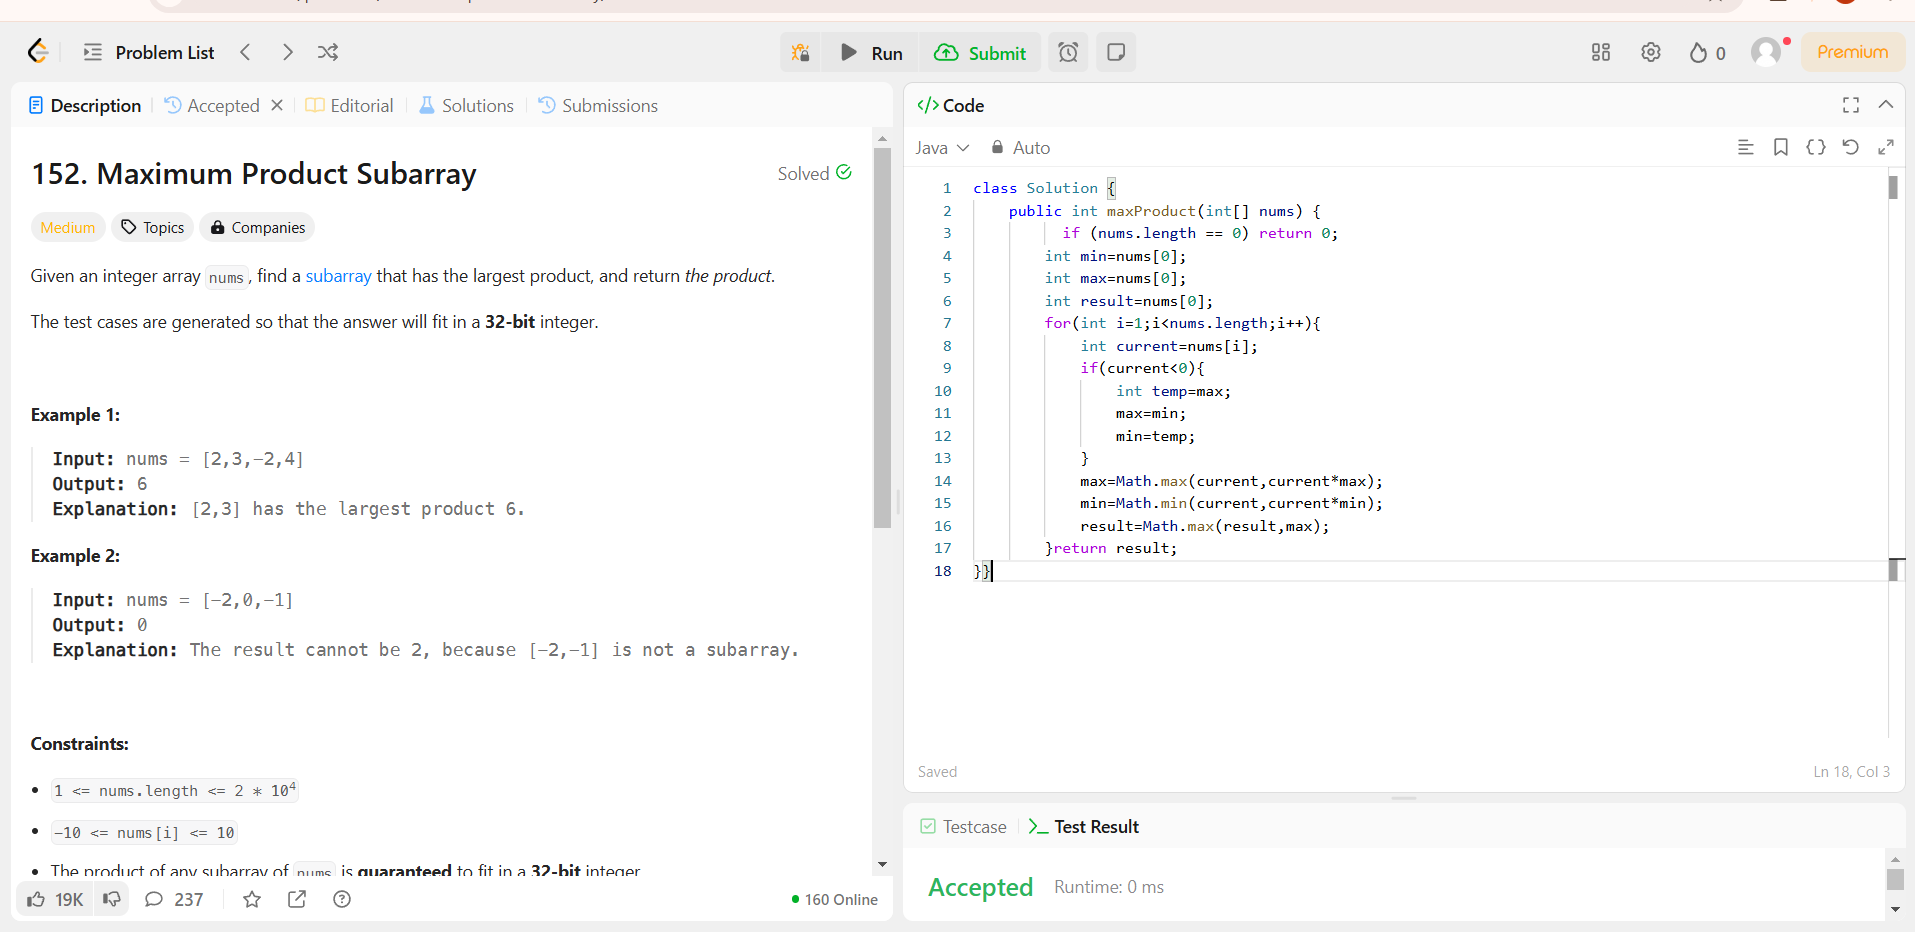 Problem List
Run
Submit
0
Premium
Description
Accepted
Editorial
Solutions
Submissions
152. Maximum Product Subarray
Solved
Medium
Topics
Companies
Given an integer array nums, find a subarray that has the largest product, and return the product.
The test cases are generated so that the answer will fit in a 32-bit integer.
Example 1:
Input: nums = [2,3,-2,4]
Output: 6
Explanation: [2,3] has the largest product 6.
Example 2:
Input: nums = [-2,0,-1]
Output: 0
Explanation: The result cannot be 2, because [-2,-1] is not a subarray.
Constraints:
• 1 <= nums.length <= 2 * 10⁴
• -10 <= nums[i] <= 10
• The product of any subarray of nums is guaranteed to fit in a 32-bit integer
19K
237
160 Online
</> Code
Java
Auto
1 class Solution {
2 public int maxProduct(int[] nums) {
3 if (nums.length == 0) return 0;
4 int min=nums[0];
5 int max=nums[0];
6 int result=nums[0];
7 for(int i=1;i<nums.length;i++){
8 int current=nums[i];
9 if(current<0){
10 int temp=max;
11 max=min;
12 min=temp;
13 }
14 max=Math.max(current,current*max);
15 min=Math.min(current,current*min);
16 result=Math.max(result,max);
17 }return result;
18 }}
Saved
Ln 18, Col 3
Testcase
>_ Test Result
Accepted
Runtime: 0 ms